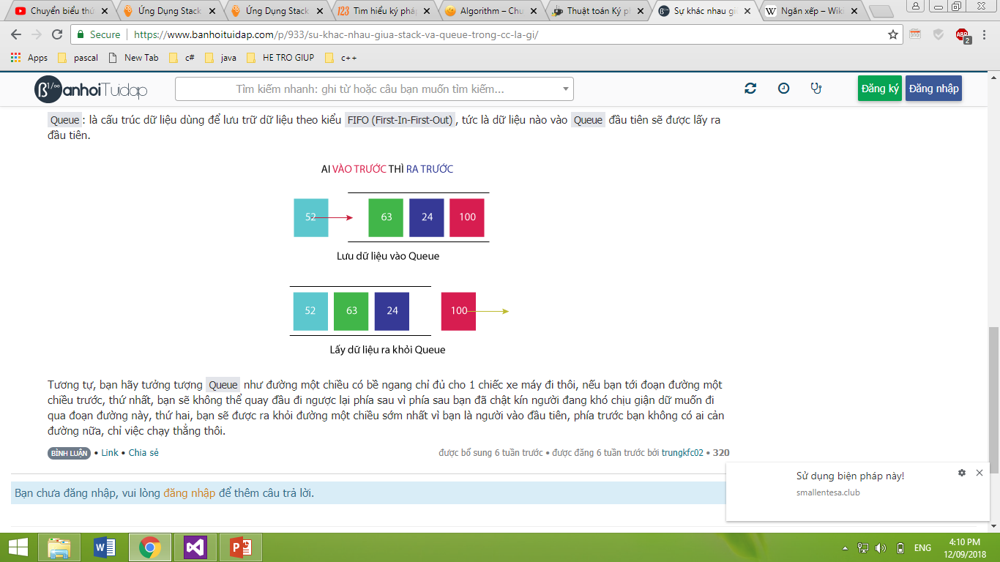 Chuyển biểu thứ
Ứng Dụng Stack
Ứng Dụng Stack
Tìm hiểu ký pháp
Algorithm – Chu
Thuật toán Ký ph
Sự khác nhau gi
Ngăn xếp – Wiki
Secure
https://www.banhoituidap.com/p/933/su-khac-nhau-giua-stack-va-queue-trong-cc-la-gi/
ABP
2
Apps
pascal
New Tab
c#
java
HE TRO GIUP
c++
ß 1/∞ anhoiTuidap
Tìm kiếm nhanh: ghi từ hoặc câu bạn muốn tìm kiếm...
Đăng ký
Đăng nhập
Queue : là cấu trúc dữ liệu dùng để lưu trữ dữ liệu theo kiểu FIFO (First-In-First-Out) , tức là dữ liệu nào vào Queue đầu tiên sẽ được lấy ra
đầu tiên.
AI VÀO TRƯỚC THÌ RA TRƯỚC
52 63 24 100
Lưu dữ liệu vào Queue
52 63 24 100
Lấy dữ liệu ra khỏi Queue
Tương tự, bạn hãy tưởng tượng Queue như đường một chiều có bề ngang chỉ đủ cho 1 chiếc xe máy đi thôi, nếu bạn tới đoạn đường một
chiều trước, thứ nhất, bạn sẽ không thể quay đầu đi ngược lại phía sau vì phía sau bạn đã chật kín người đang khó chịu giận dữ muốn đi
qua đoạn đường này, thứ hai, bạn sẽ được ra khỏi đường một chiều sớm nhất vì bạn là người vào đầu tiên, phía trước bạn không có ai cản
đường nữa, chỉ việc chạy thẳng thôi.
BÌNH LUẬN • Link • Chia sẻ
được bổ sung 6 tuần trước • được đăng 6 tuần trước bởi trungkfc02 • 320
Bạn chưa đăng nhập, vui lòng đăng nhập để thêm câu trả lời.
Sử dụng biện pháp này!
smallentesa.club
ENG
4:10 PM
12/09/2018